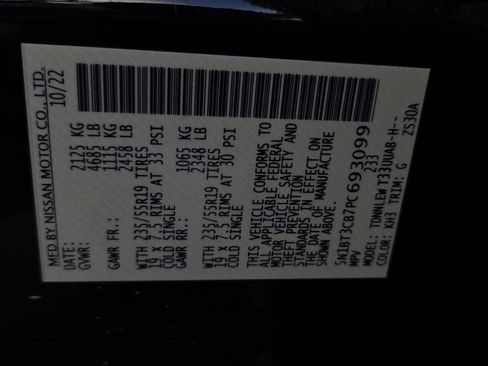 MFD BY NISSAN MOTOR CO., LTD.
DATE: 10/22
GVWR: 2125 KG
4685 LB
GAWR FR.: 1115 KG
2458 LB
WITH 235/55R19 TIRES
19 x 7.5J RIMS AT 33 PSI
COLD SINGLE
GAWR RR.: 1065 KG
2348 LB
WITH 235/55R19 TIRES
19 x 7.5J RIMS AT 30 PSI
COLD SINGLE
THIS VEHICLE CONFORMS TO
ALL APPLICABLE FEDERAL
MOTOR VEHICLE SAFETY AND
THEFT PREVENTION
STANDARDS IN EFFECT ON
THE DATE OF MANUFACTURE
SHOWN ABOVE.
5N1BT3CB7PC693099
MPV 233
TDNNLEW T33UUAB-H--
COLOR: KH3 TRIM: G ZS30A